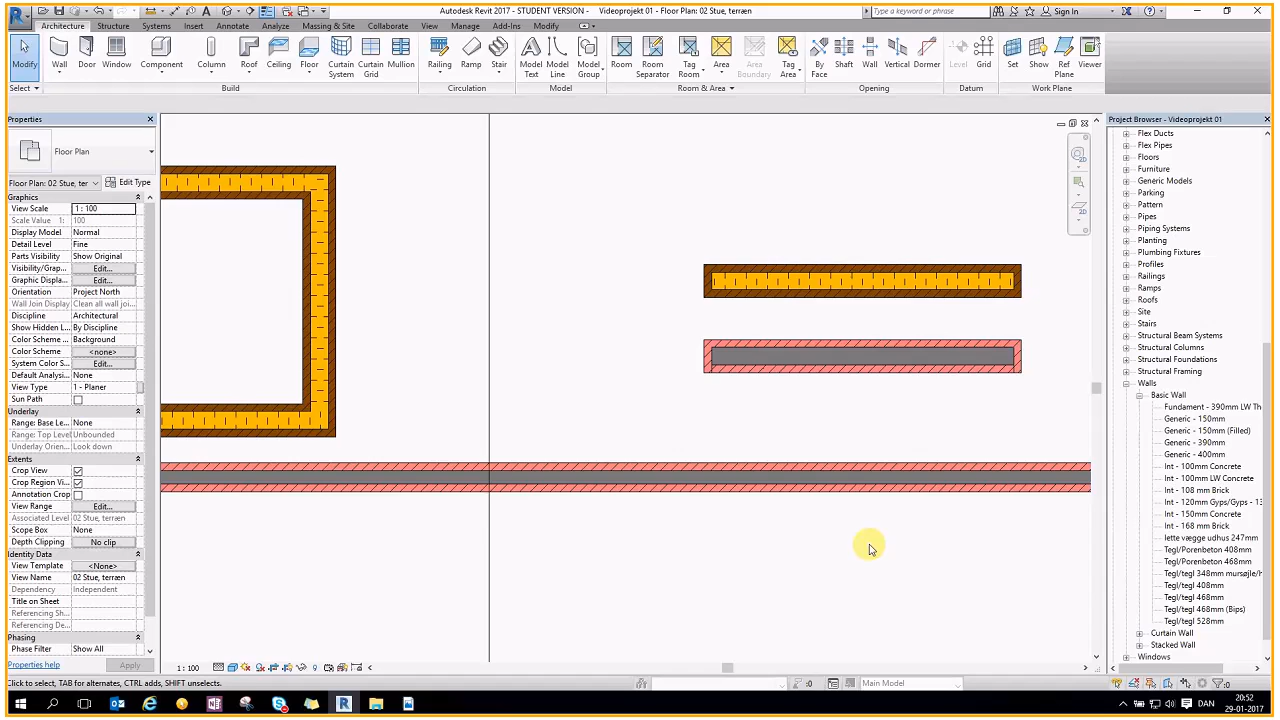 Autodesk Revit 2017 - STUDENT VERSION - Videoprojekt 01 - Floor Plan: 02 Stue, terræn
Type a keyword or phrase
Sign In
Architecture Structure Systems Insert Annotate Analyze Massing & Site Collaborate View Manage Add-Ins Modify
Modify Wall Door Window Component Column Roof Ceiling Floor Curtain System Curtain Grid Mullion Railing Ramp Stair Model Text Model Line Model Group Room Room Separator Tag Room Area Area Boundary Tag Area By Face Shaft Wall Vertical Dormer Level Grid Set Show Ref Plane Viewer
Select Build Circulation Model Room & Area Opening Datum Work Plane
Properties
Floor Plan
Floor Plan: 02 Stue, ter
Edit Type
Graphics
View Scale 1 : 100
Scale Value 1: 100
Display Model Normal
Detail Level Fine
Parts Visibility Show Original
Visibility/Grap... Edit...
Graphic Displa... Edit...
Orientation Project North
Wall Join Display Clean all wall joi...
Discipline Architectural
Show Hidden L... By Discipline
Color Scheme ... Background
Color Scheme <none>
System Color S... Edit...
Default Analysi... None
View Type 1 - Planer
Sun Path
Underlay
Range: Base Le... None
Range: Top Level Unbounded
Underlay Orien... Look down
Extents
Crop View
Crop Region Vi...
Annotation Crop
View Range Edit...
Associated Level 02 Stue, terræn
Scope Box None
Depth Clipping No clip
Identity Data
View Template <None>
View Name 02 Stue, terræn
Dependency Independent
Title on Sheet
Referencing Sh...
Referencing De...
Phasing
Phase Filter Show All
Properties help
Apply
Project Browser - Videoprojekt 01
Flex Ducts
Flex Pipes
Floors
Furniture
Generic Models
Parking
Pattern
Pipes
Piping Systems
Planting
Plumbing Fixtures
Profiles
Railings
Ramps
Roofs
Site
Stairs
Structural Beam Systems
Structural Columns
Structural Foundations
Structural Framing
Walls
Basic Wall
Fundament - 390mm LW Th
Generic - 150mm
Generic - 150mm (Filled)
Generic - 390mm
Generic - 400mm
Int - 100mm Concrete
Int - 100mm LW Concrete
Int - 108 mm Brick
Int - 120mm Gyps/Gyps - 13
Int - 150mm Concrete
Int - 168 mm Brick
lette vægge udhus 247mm
Tegl/Porenbeton 408mm
Tegl/Porenbeton 468mm
Tegl/tegl 348mm mursøjle/h
Tegl/tegl 408mm
Tegl/tegl 468mm
Tegl/tegl 468mm (Bips)
Tegl/tegl 528mm
Curtain Wall
Stacked Wall
Windows
1 : 100
Click to select, TAB for alternates, CTRL adds, SHIFT unselects.
:0
Main Model
:0
DAN
20:52
29-01-2017